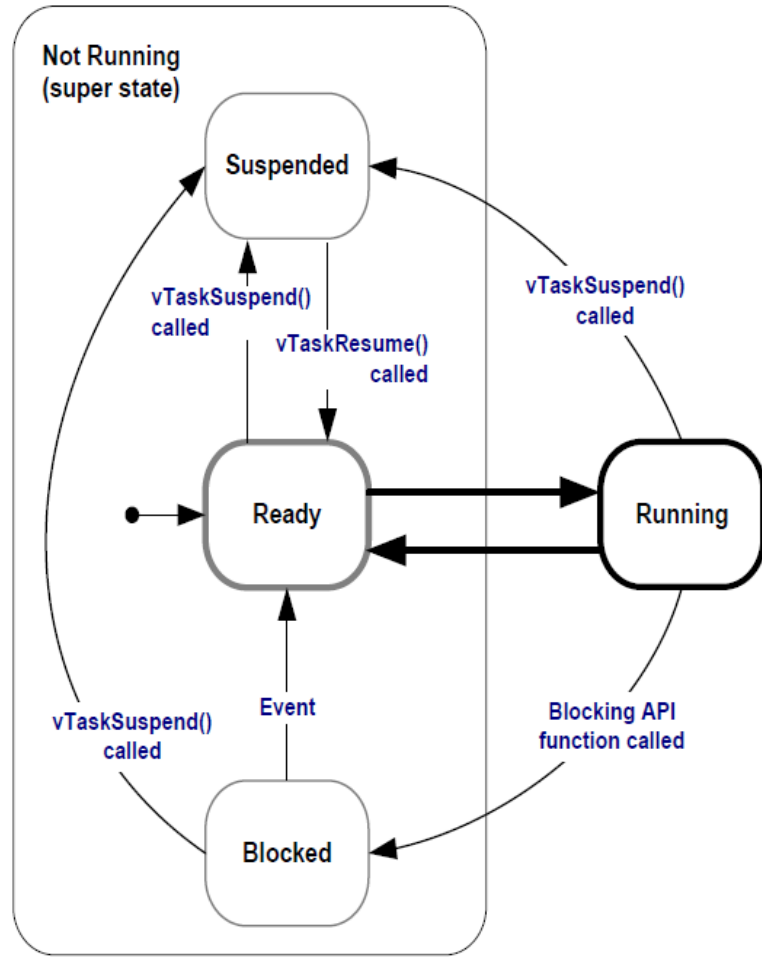 Not Running
(super state)
Suspended
vTaskSuspend()
called
vTaskResume()
called
vTaskSuspend()
called
Ready
Running
Event
vTaskSuspend()
called
Blocking API
function called
Blocked